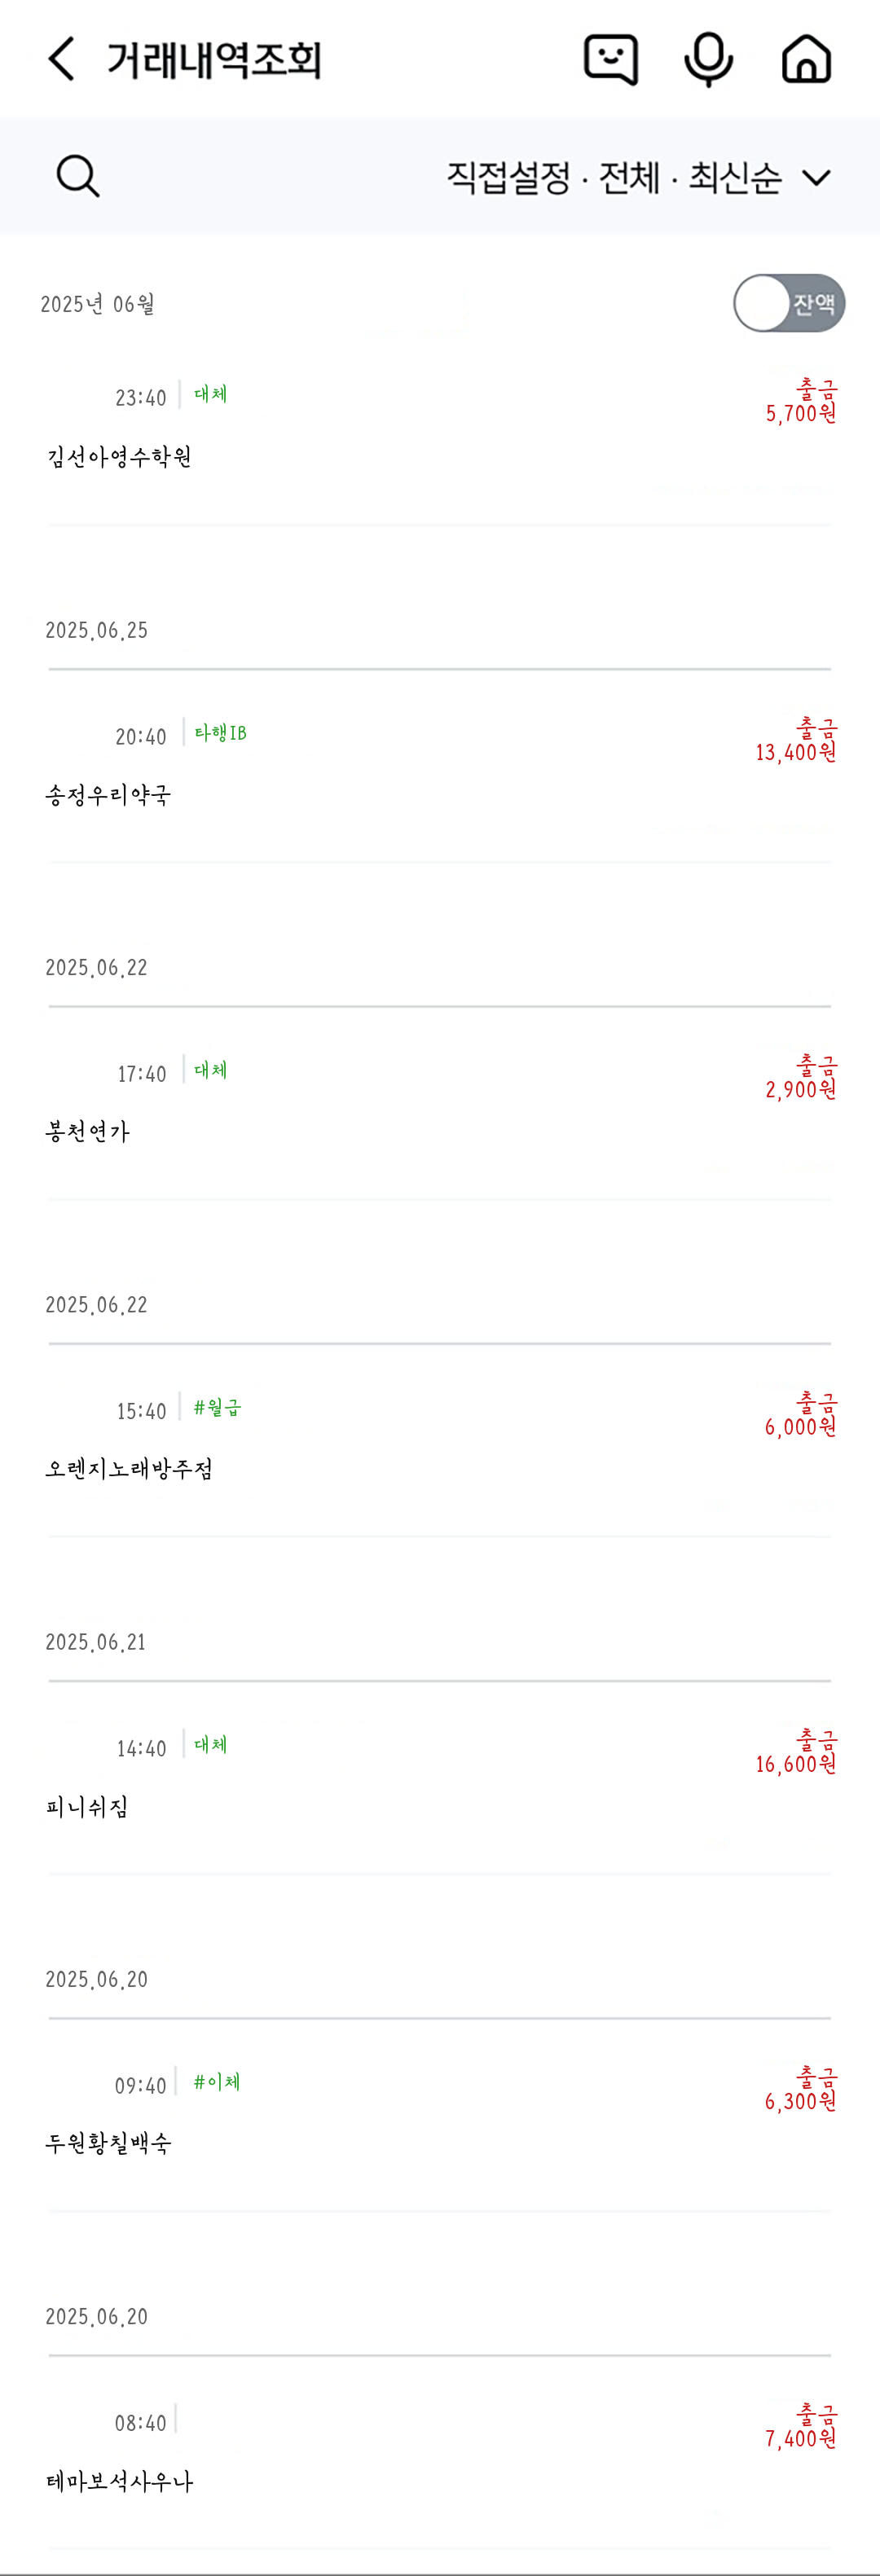 거래내역조회
직접설정 · 전체 · 최신순
2025년 06월
잔액
23:40 대체 출금
5,700원
김선아영수학원
2025.06.25
20:40 타행IB 출금
13,400원
송정우리약국
2025.06.22
17:40 대체 출금
2,900원
봉천연가
2025.06.22
15:40 #월급 출금
6,000원
오렌지노래방주점
2025.06.21
14:40 대체 출금
16,600원
피니쉬짐
2025.06.20
09:40 #이체 출금
6,300원
두원황칠백숙
2025.06.20
08:40 출금
7,400원
테마보석사우나